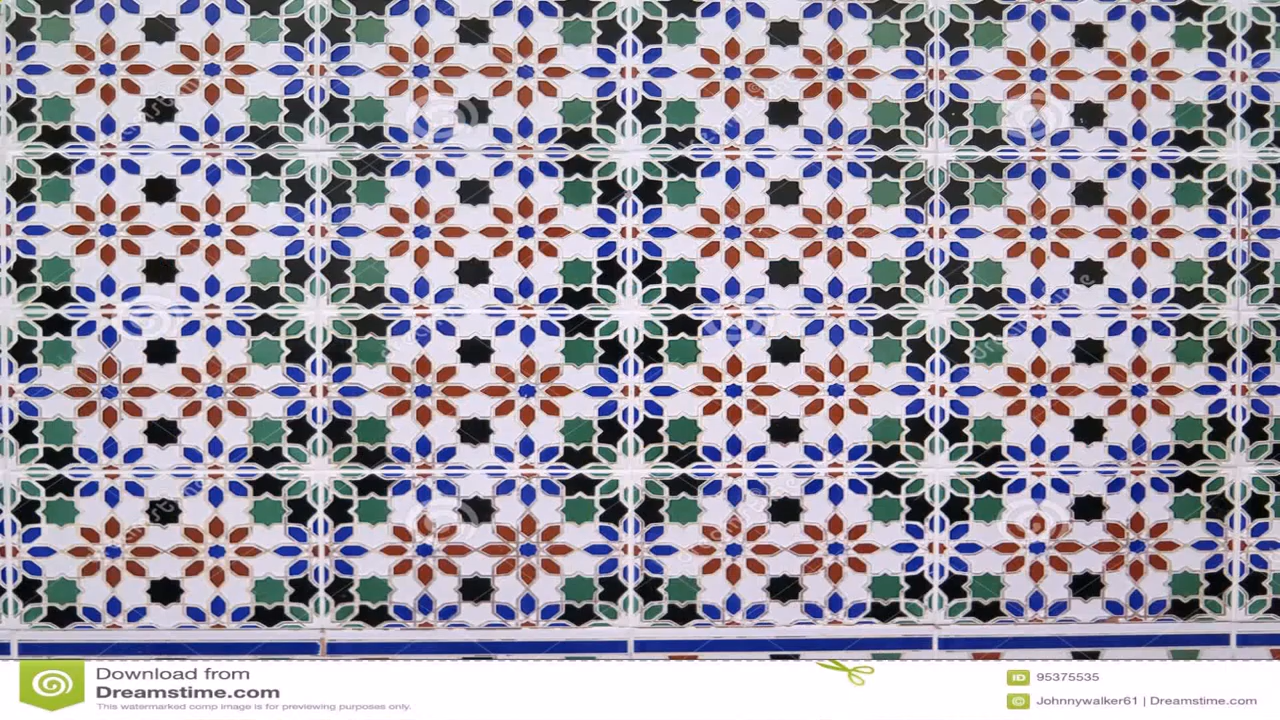 Download from
Dreamstime.com
This watermarked comp image is for previewing purposes only.
ID 95375535
Johnnywalker61 | Dreamstime.com